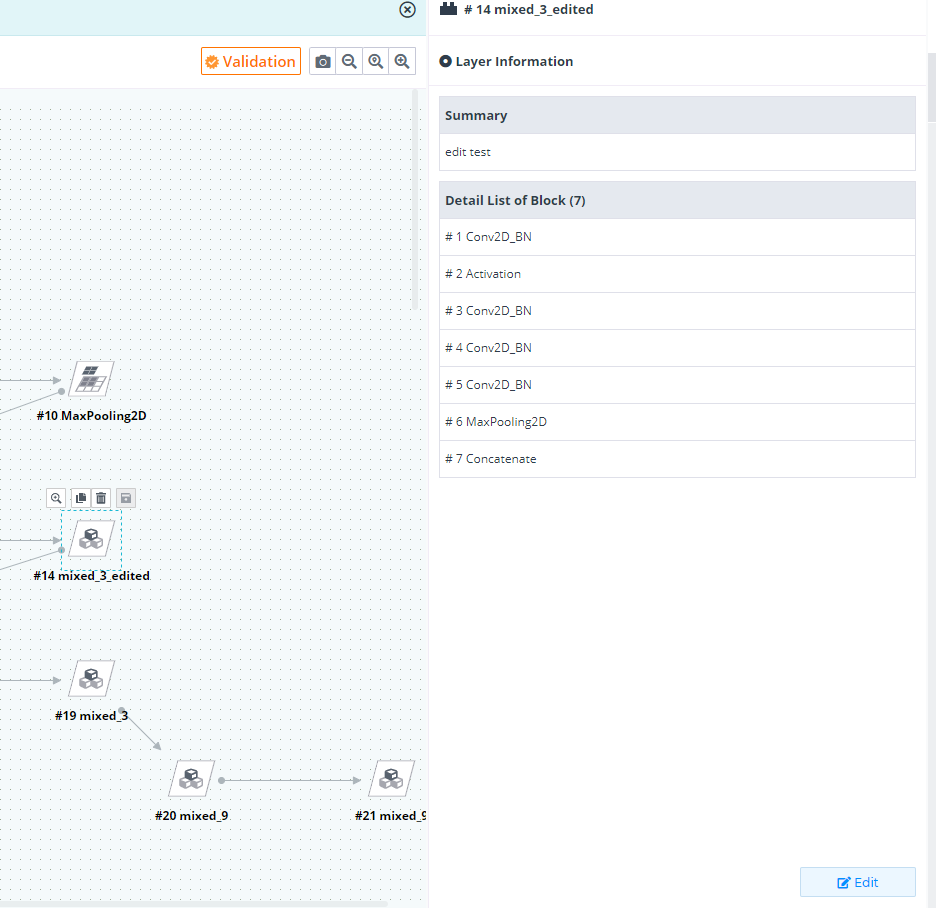 Validation
#10 MaxPooling2D
#14 mixed_3_edited
#19 mixed_3
#20 mixed_9
#21 mixed_9
# 14 mixed_3_edited
Layer Information
Summary
edit test
Detail List of Block (7)
# 1 Conv2D_BN
# 2 Activation
# 3 Conv2D_BN
# 4 Conv2D_BN
# 5 Conv2D_BN
# 6 MaxPooling2D
# 7 Concatenate
Edit